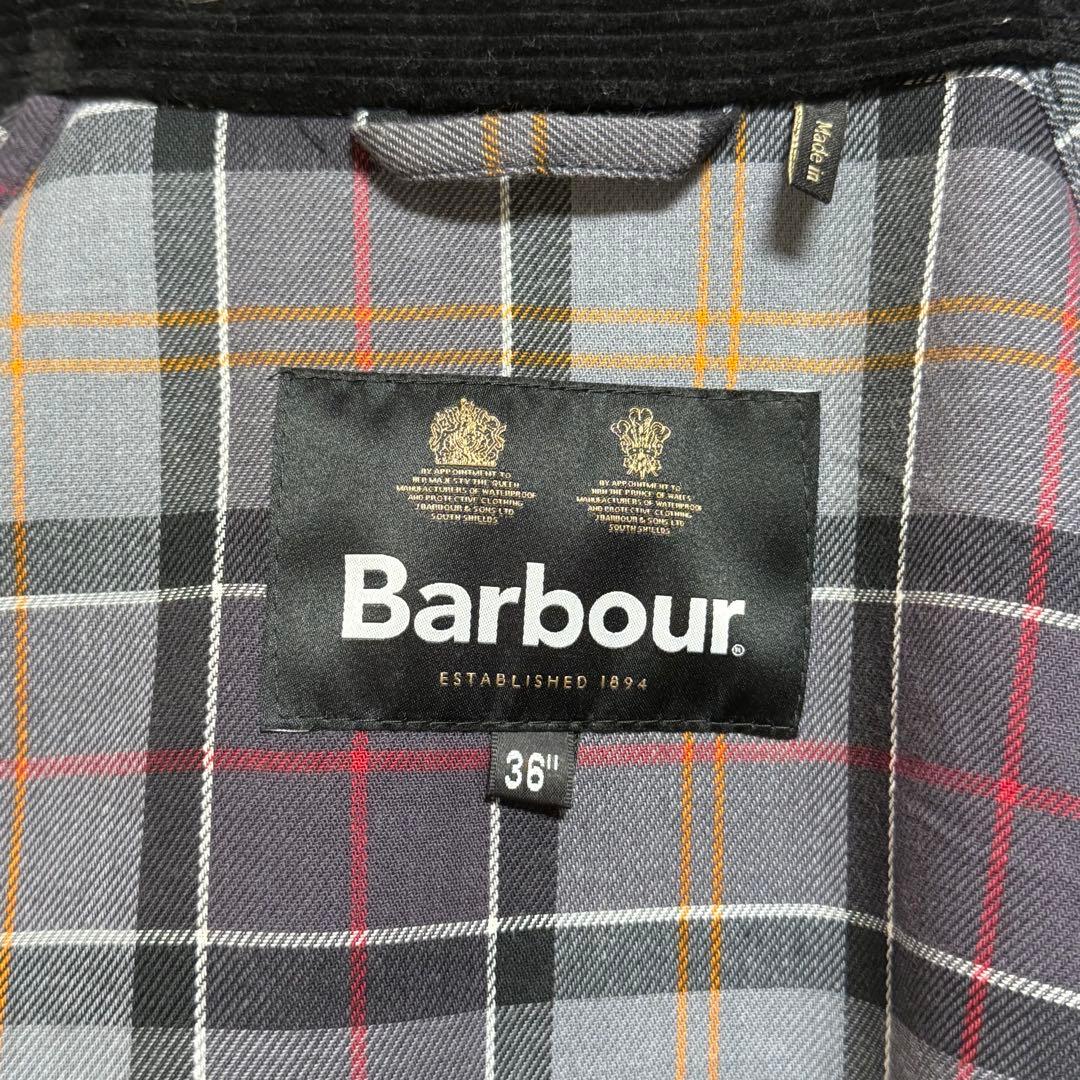 Made in
BY APPOINTMENT TO
HER MAJESTY THE QUEEN
MANUFACTURERS OF WATERPROOF
AND PROTECTIVE CLOTHING
J BARBOUR & SONS LTD
SOUTH SHIELDS
BY APPOINTMENT TO
HRH THE PRINCE OF WALES
MANUFACTURERS OF WATERPROOF
AND PROTECTIVE CLOTHING
J BARBOUR & SONS LTD
SOUTH SHIELDS
Barbour®
ESTABLISHED 1894
36"